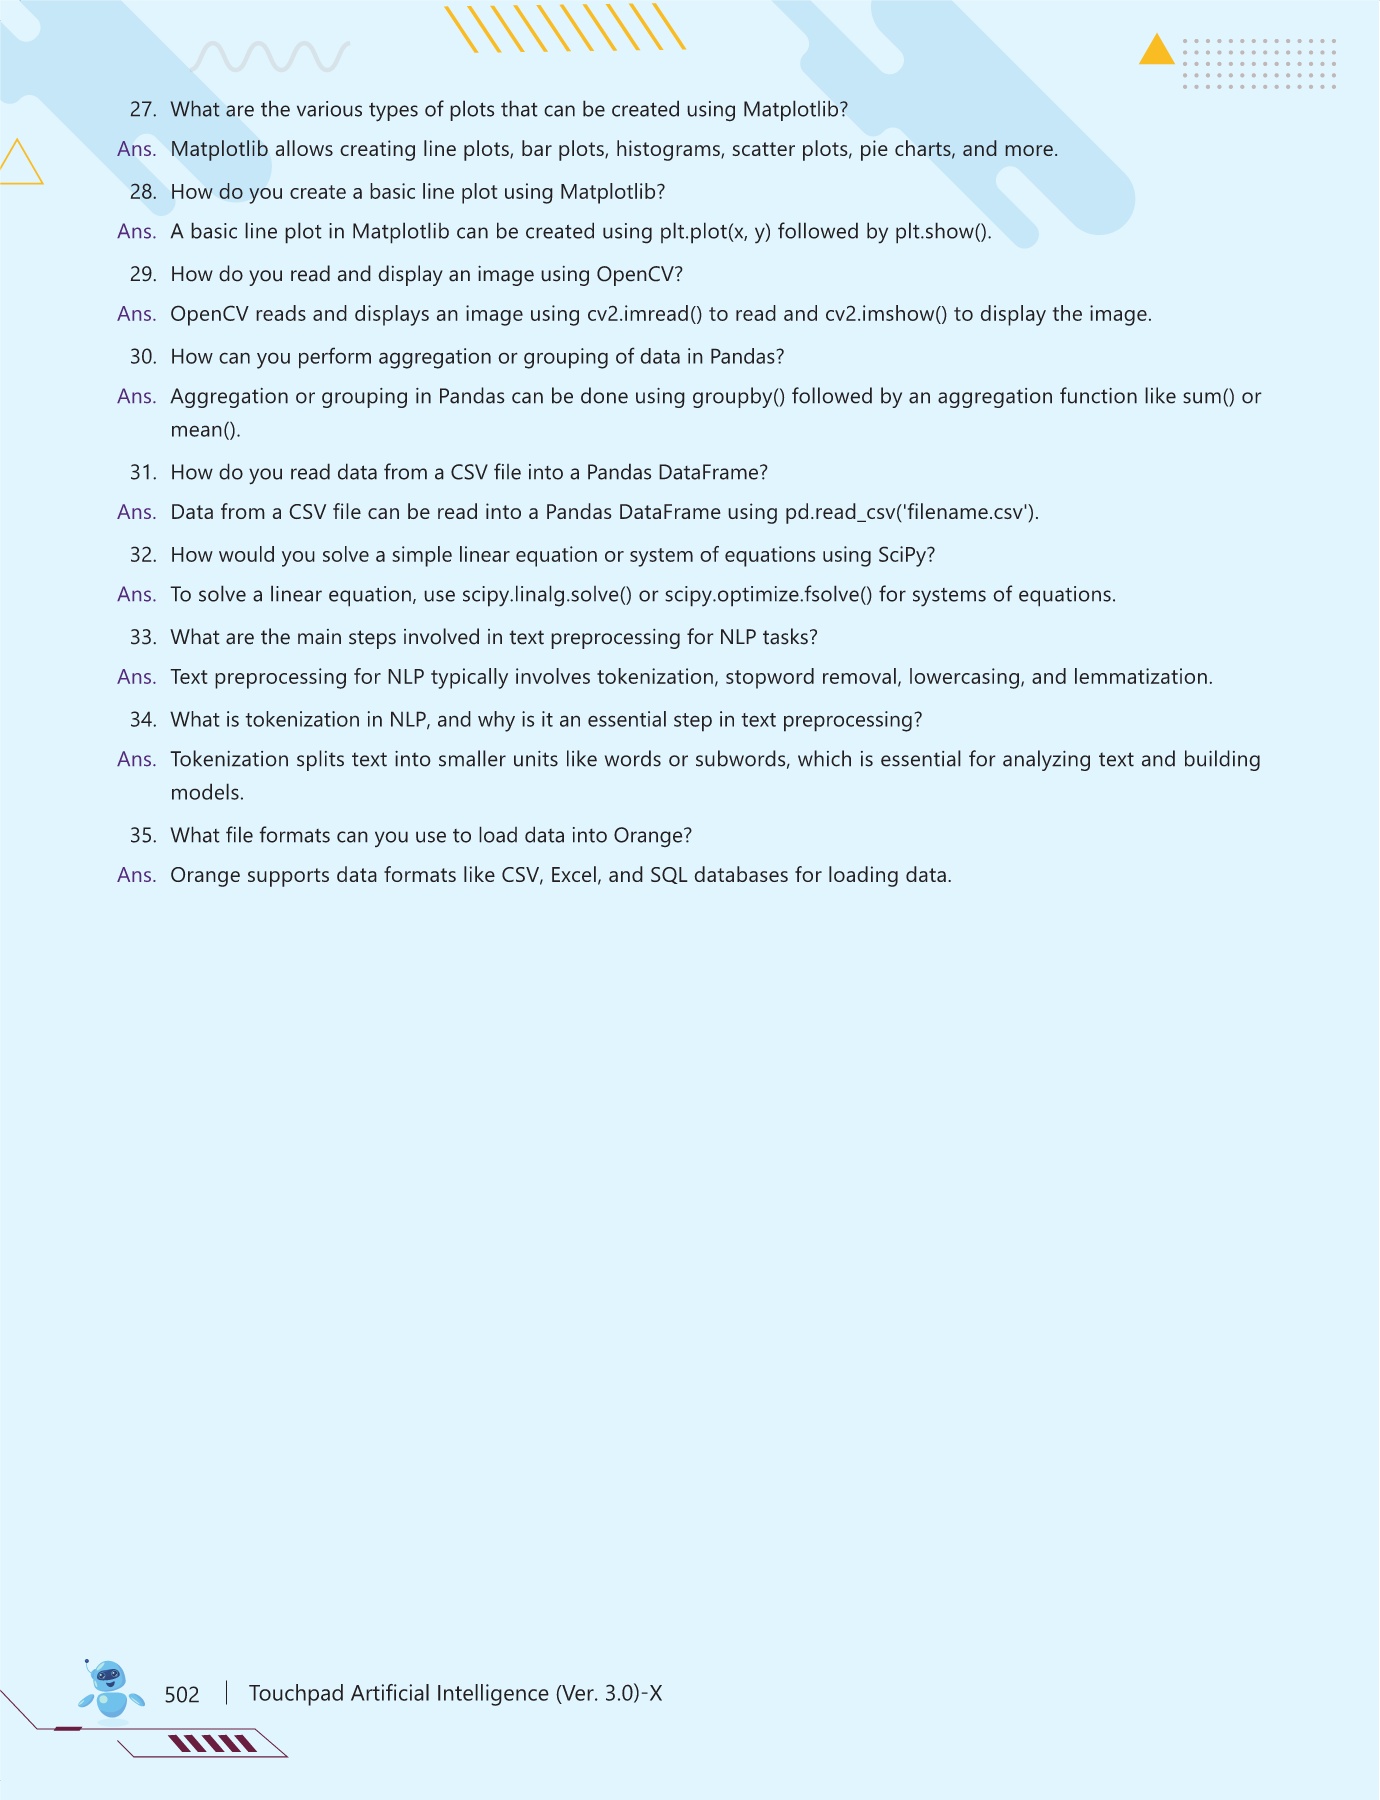 27. What are the various types of plots that can be created using Matplotlib?
Ans. Matplotlib allows creating line plots, bar plots, histograms, scatter plots, pie charts, and more.
28. How do you create a basic line plot using Matplotlib?
Ans. A basic line plot in Matplotlib can be created using plt.plot(x, y) followed by plt.show().
29. How do you read and display an image using OpenCV?
Ans. OpenCV reads and displays an image using cv2.imread() to read and cv2.imshow() to display the image.
30. How can you perform aggregation or grouping of data in Pandas?
Ans. Aggregation or grouping in Pandas can be done using groupby() followed by an aggregation function like sum() or
mean().
31. How do you read data from a CSV file into a Pandas DataFrame?
Ans. Data from a CSV file can be read into a Pandas DataFrame using pd.read_csv('filename.csv').
32. How would you solve a simple linear equation or system of equations using SciPy?
Ans. To solve a linear equation, use scipy.linalg.solve() or scipy.optimize.fsolve() for systems of equations.
33. What are the main steps involved in text preprocessing for NLP tasks?
Ans. Text preprocessing for NLP typically involves tokenization, stopword removal, lowercasing, and lemmatization.
34. What is tokenization in NLP, and why is it an essential step in text preprocessing?
Ans. Tokenization splits text into smaller units like words or subwords, which is essential for analyzing text and building
models.
35. What file formats can you use to load data into Orange?
Ans. Orange supports data formats like CSV, Excel, and SQL databases for loading data.
502 | Touchpad Artificial Intelligence (Ver. 3.0)-X